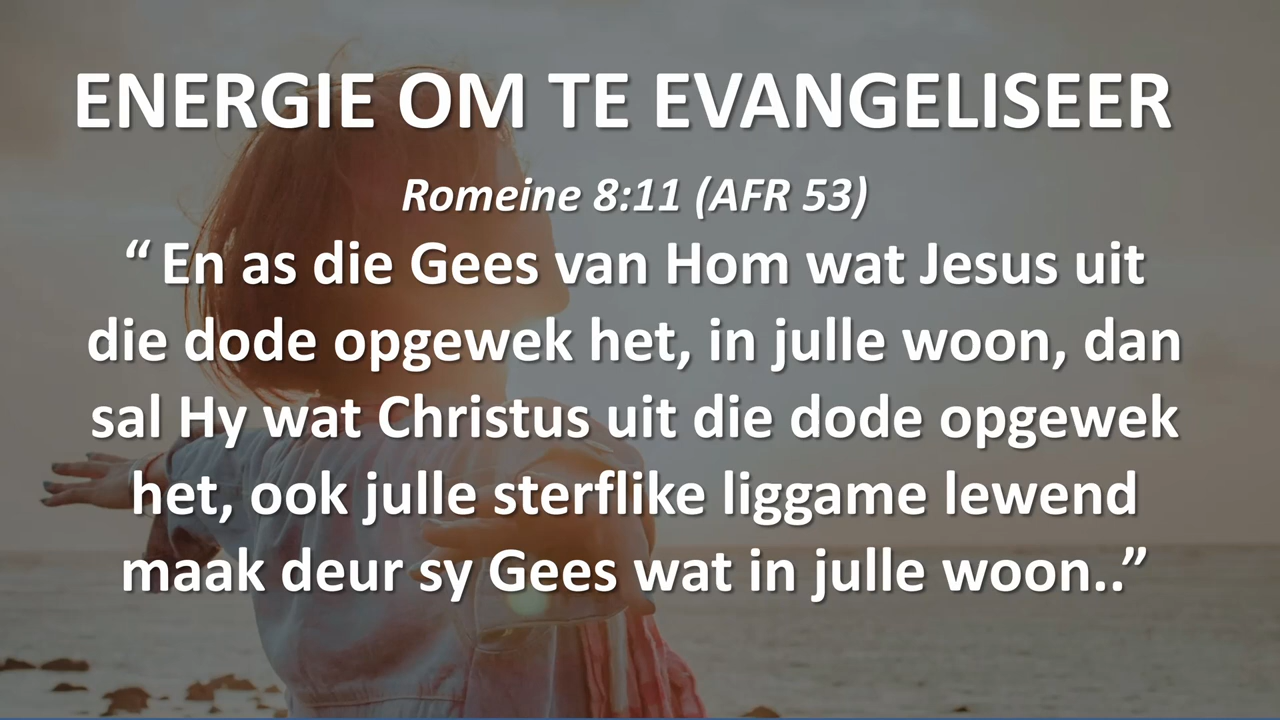 ENERGIE OM TE EVANGELISEER
Romeine 8:11 (AFR 53)
“ En as die Gees van Hom wat Jesus uit
die dode opgewek het, in julle woon, dan
sal Hy wat Christus uit die dode opgewek
het, ook julle sterflike liggame lewend
maak deur sy Gees wat in julle woon..”